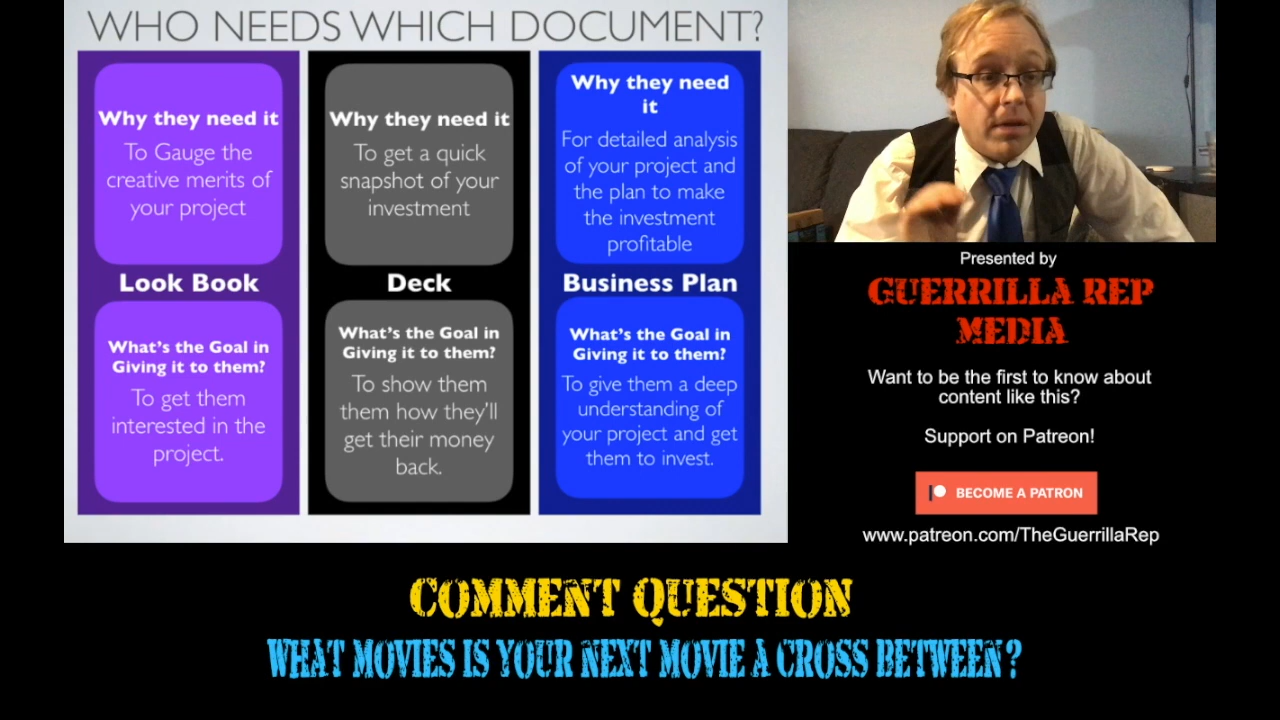 WHO NEEDS WHICH DOCUMENT?
Why they need it
To Gauge the
creative merits of
your project
Look Book
What's the Goal in
Giving it to them?
To get them
interested in the
project.
Why they need it
To get a quick
snapshot of your
investment
Deck
What's the Goal in
Giving it to them?
To show them
them how they'll
get their money
back.
Why they need
it
For detailed analysis
of your project and
the plan to make
the investment
profitable
Business Plan
What's the Goal in
Giving it to them?
To give them a deep
understanding of
your project and get
them to invest.
Presented by
GUERRILLA REP
MEDIA
Want to be the first to know about
content like this?
Support on Patreon!
BECOME A PATRON
www.patreon.com/TheGuerrillaRep
COMMENT QUESTION
WHAT MOVIES IS YOUR NEXT MOVIE A CROSS BETWEEN?